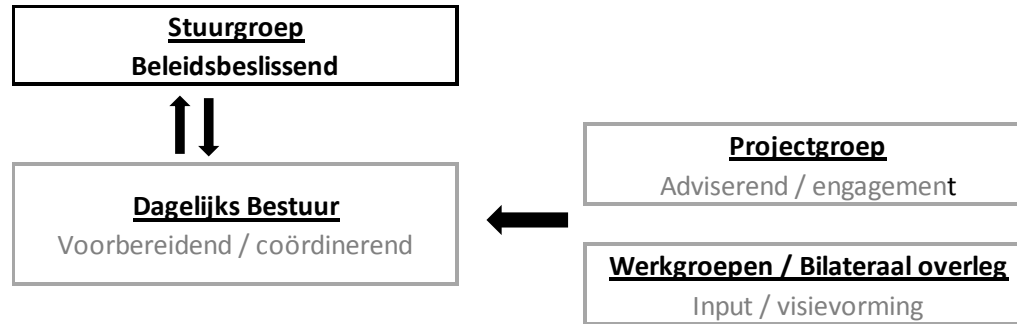 Stuurgroep
Beleidsbeslissend
Dagelijks Bestuur
Voorbereidend / coördinerend
Projectgroep
Adviserend / engagement
Werkgroepen / Bilateraal overleg
Input / visievorming